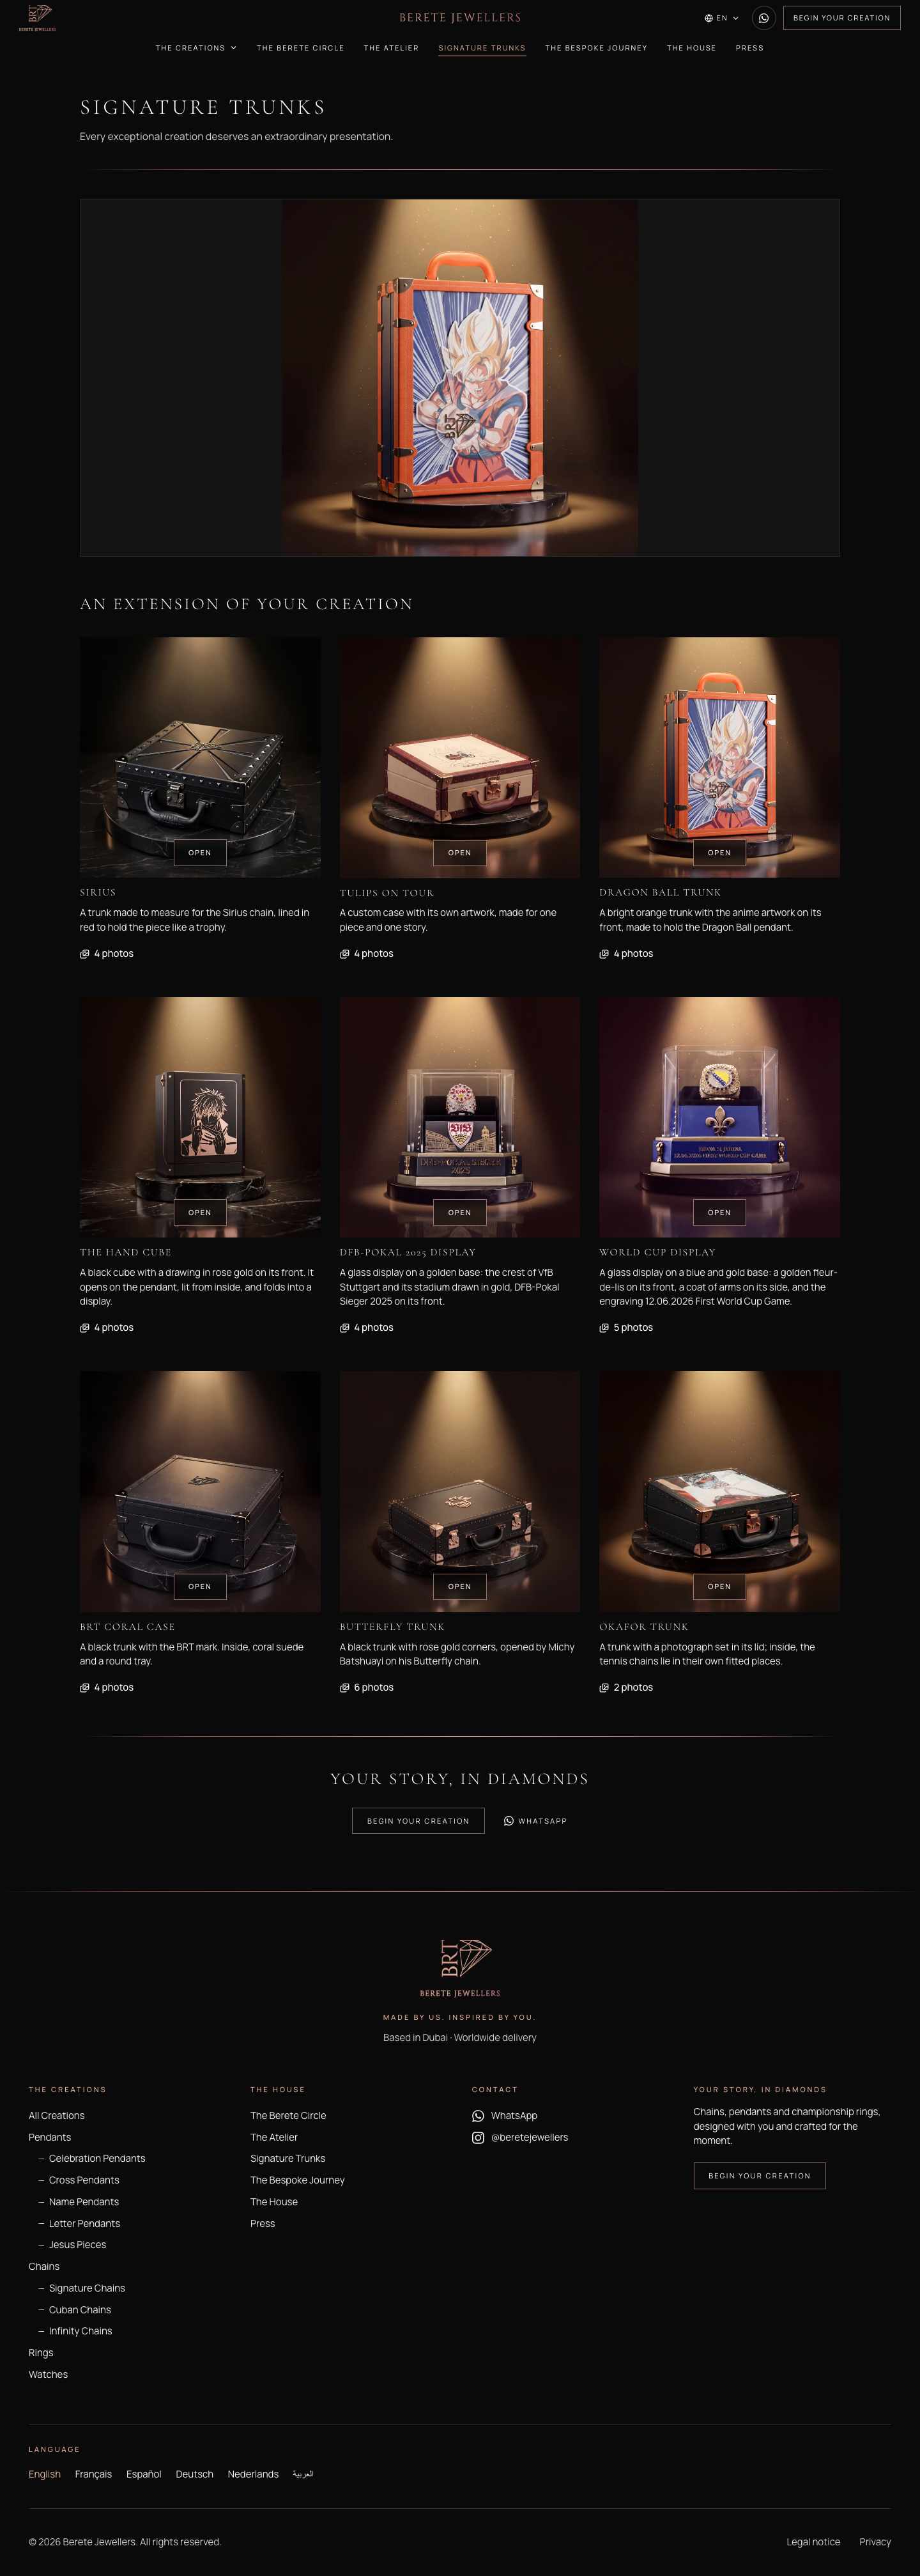 BRT
BERETE JEWELLERS
BERETE JEWELLERS
EN
BEGIN YOUR CREATION
THE CREATIONS
THE BERETE CIRCLE
THE ATELIER
SIGNATURE TRUNKS
THE BESPOKE JOURNEY
THE HOUSE
PRESS
SIGNATURE TRUNKS
Every exceptional creation deserves an extraordinary presentation.
BRT
AN EXTENSION OF YOUR CREATION
OPEN
SIRIUS
A trunk made to measure for the Sirius chain, lined in
red to hold the piece like a trophy.
4 photos
OPEN
TULIPS ON TOUR
A custom case with its own artwork, made for one
piece and one story.
4 photos
BRT
OPEN
DRAGON BALL TRUNK
A bright orange trunk with the anime artwork on its
front, made to hold the Dragon Ball pendant.
4 photos
OPEN
THE HAND CUBE
A black cube with a drawing in rose gold on its front. It
opens on the pendant, lit from inside, and folds into a
display.
4 photos
VfB
DFB-POKAL SIEGER
2025
OPEN
DFB-POKAL 2025 DISPLAY
A glass display on a golden base: the crest of VfB
Stuttgart and its stadium drawn in gold, DFB-Pokal
Sieger 2025 on its front.
4 photos
12.06.2026 FIRST WORLD CUP GAME
OPEN
WORLD CUP DISPLAY
A glass display on a blue and gold base: a golden fleur-
de-lis on its front, a coat of arms on its side, and the
engraving 12.06.2026 First World Cup Game.
5 photos
OPEN
BRT CORAL CASE
A black trunk with the BRT mark. Inside, coral suede
and a round tray.
4 photos
OPEN
BUTTERFLY TRUNK
A black trunk with rose gold corners, opened by Michy
Batshuayi on his Butterfly chain.
6 photos
OPEN
OKAFOR TRUNK
A trunk with a photograph set in its lid; inside, the
tennis chains lie in their own fitted places.
2 photos
YOUR STORY, IN DIAMONDS
BEGIN YOUR CREATION
WHATSAPP
BRT
BERETE JEWELLERS
MADE BY US. INSPIRED BY YOU.
Based in Dubai · Worldwide delivery
THE CREATIONS
All Creations
Pendants
— Celebration Pendants
— Cross Pendants
— Name Pendants
— Letter Pendants
— Jesus Pieces
Chains
— Signature Chains
— Cuban Chains
— Infinity Chains
Rings
Watches
THE HOUSE
The Berete Circle
The Atelier
Signature Trunks
The Bespoke Journey
The House
Press
CONTACT
WhatsApp
@beretejewellers
YOUR STORY, IN DIAMONDS
Chains, pendants and championship rings,
designed with you and crafted for the
moment.
BEGIN YOUR CREATION
LANGUAGE
English
Français
Español
Deutsch
Nederlands
العربية
© 2026 Berete Jewellers. All rights reserved.
Legal notice
Privacy